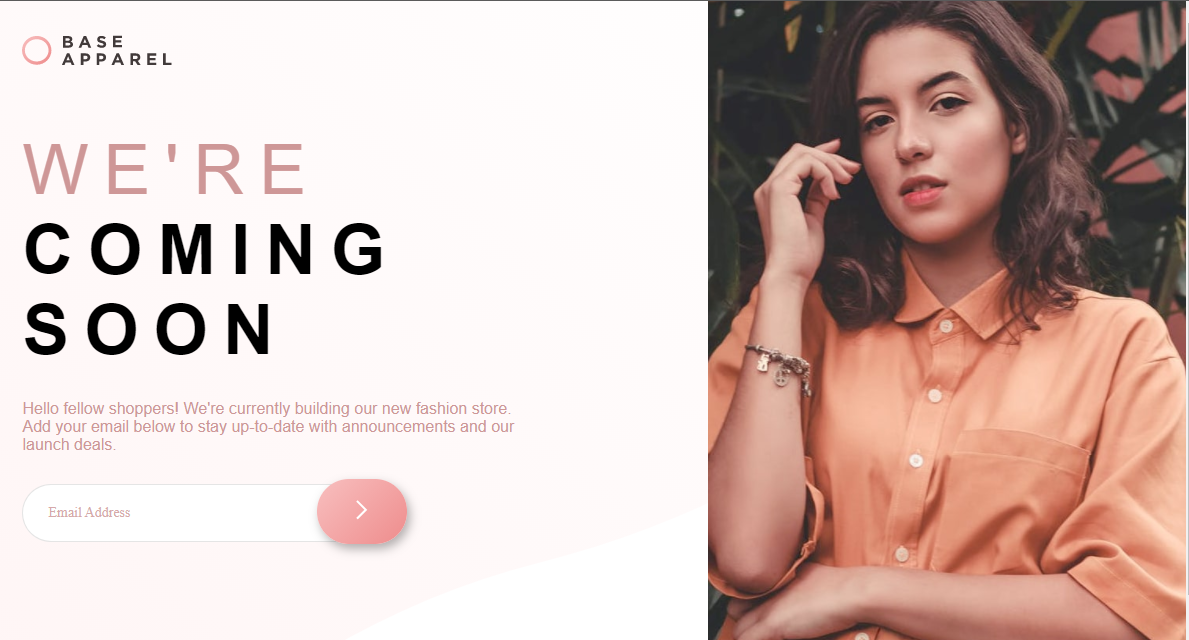 BASE
APPAREL
WE'RE
COMING
SOON
Hello fellow shoppers! We're currently building our new fashion store.
Add your email below to stay up-to-date with announcements and our
launch deals.
Email Address